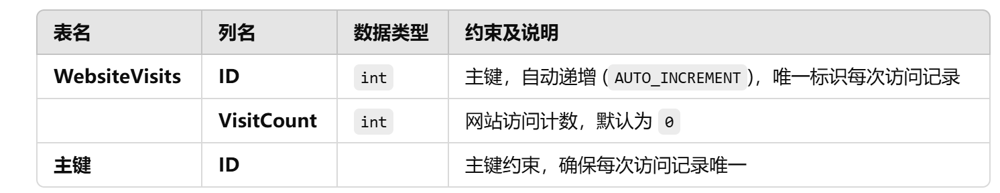 表名 列名 数据类型 约束及说明
WebsiteVisits ID int 主键，自动递增 ( AUTO_INCREMENT )，唯一标识每次访问记录
VisitCount int 网站访问计数，默认为 0
主键 ID 主键约束，确保每次访问记录唯一